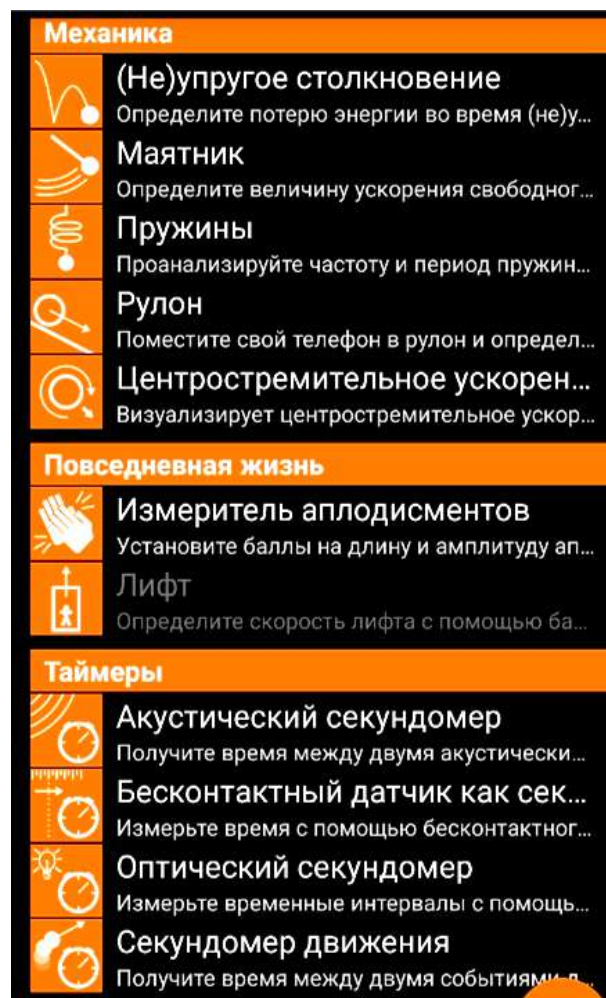 Механика
(Не)упругое столкновение
Определите потерю энергии во время (не)у...
Маятник
Определите величину ускорения свободног...
Пружины
Проанализируйте частоту и период пружин...
Рулон
Поместите свой телефон в рулон и определ...
Центростремительное ускорен...
Визуализирует центростремительное ускор...
Повседневная жизнь
Измеритель аплодисментов
Установите баллы на длину и амплитуду ап...
Лифт
Определите скорость лифта с помощью ба...
Таймеры
Акустический секундомер
Получите время между двумя акустически...
Бесконтактный датчик как сек...
Измерьте время с помощью бесконтактног...
Оптический секундомер
Измерьте временные интервалы с помощь...
Секундомер движения
Получите время между двумя событиями д...